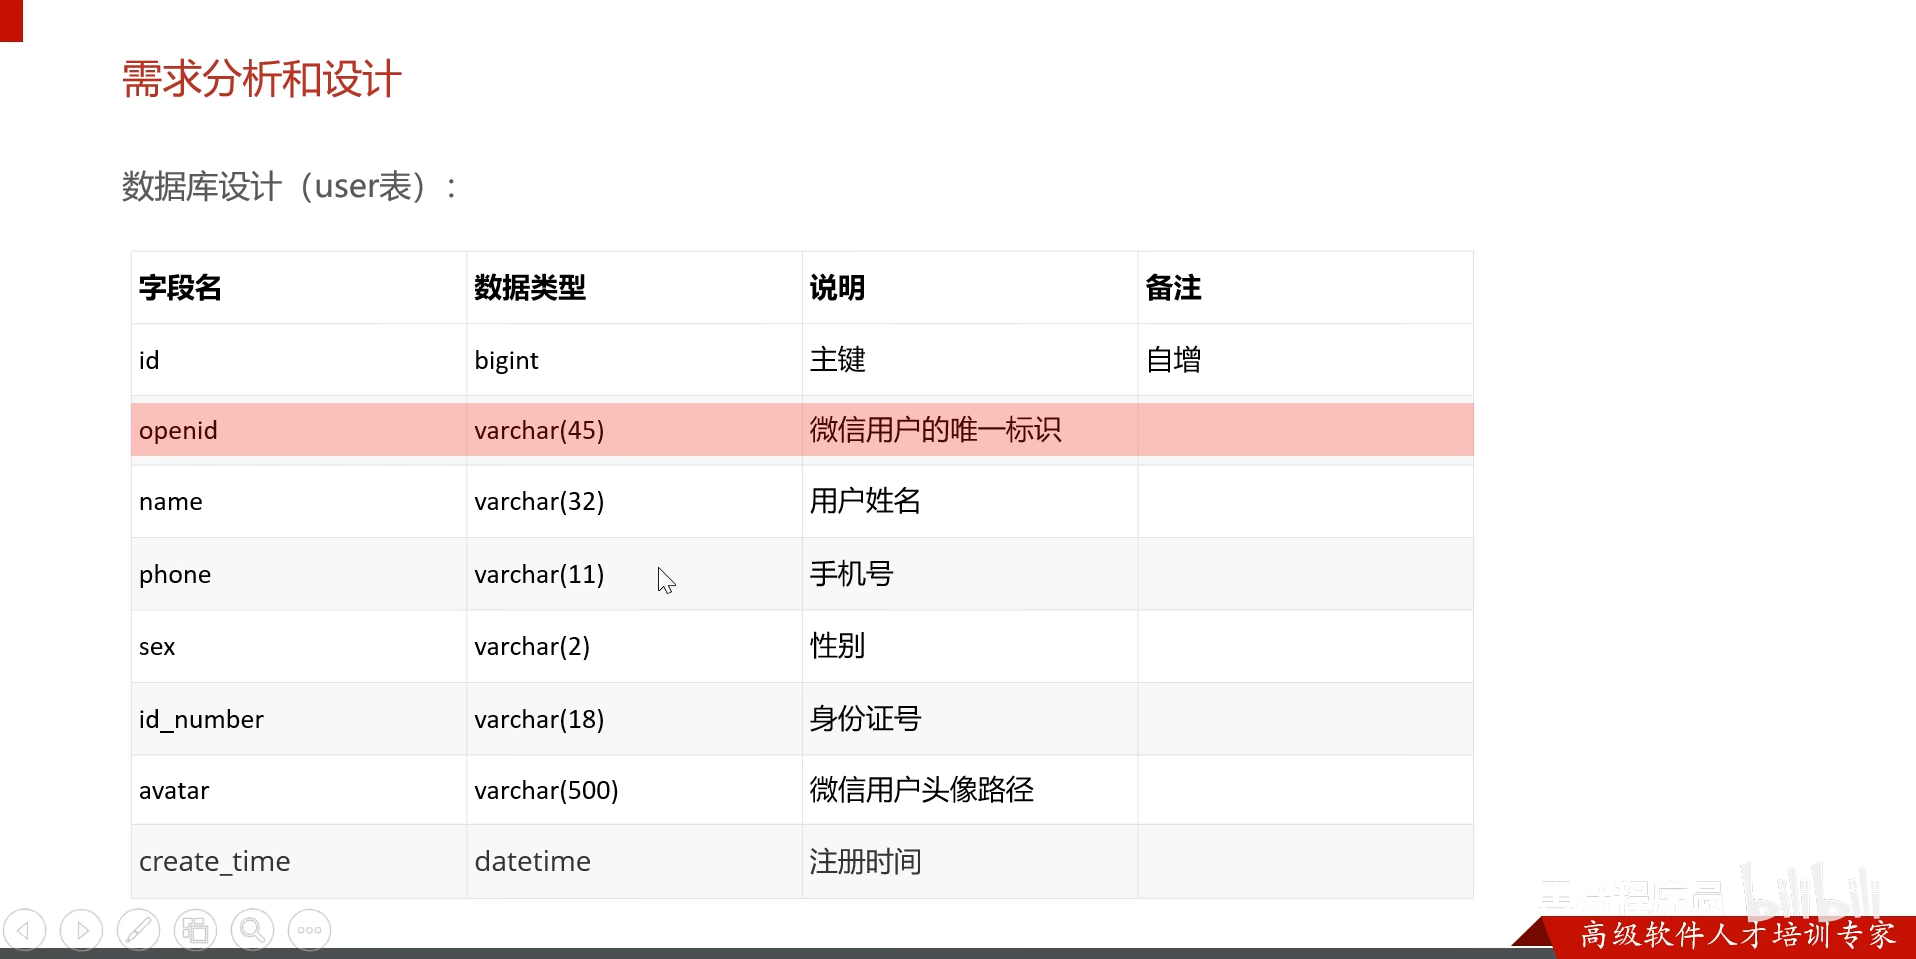 需求分析和设计
数据库设计（user表）：
字段名 数据类型 说明 备注
id bigint 主键 自增
openid varchar(45) 微信用户的唯一标识
name varchar(32) 用户姓名
phone varchar(11) 手机号
sex varchar(2) 性别
id_number varchar(18) 身份证号
avatar varchar(500) 微信用户头像路径
create_time datetime 注册时间
bilibili
高级软件人才培训专家